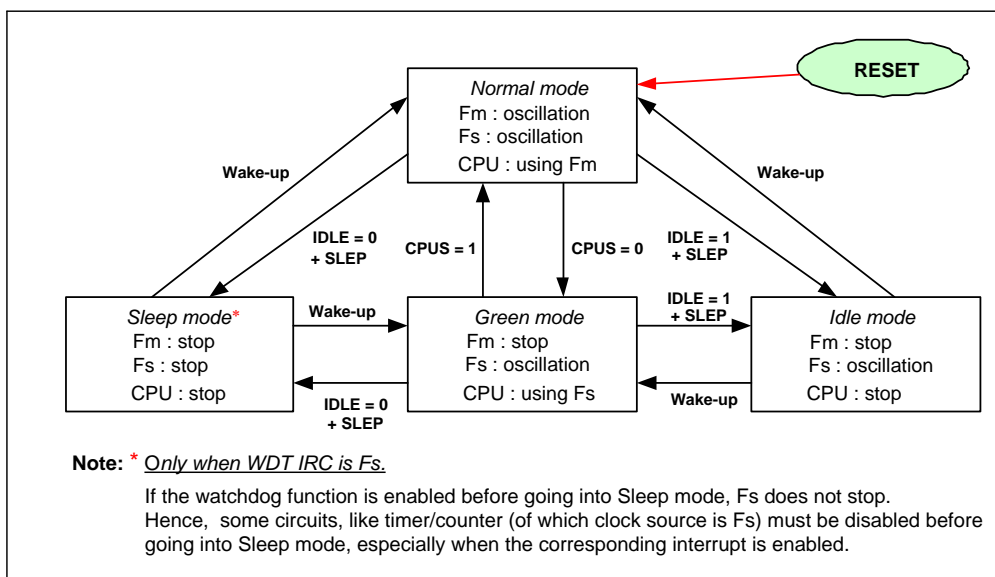 RESET
Normal mode
Fm : oscillation
Fs : oscillation
CPU : using Fm
Wake-up
Wake-up
IDLE = 0
+ SLEP
CPUS = 1
CPUS = 0
IDLE = 1
+ SLEP
Sleep mode*
Fm : stop
Fs : stop
CPU : stop
Wake-up
Green mode
Fm : stop
Fs : oscillation
CPU : using Fs
IDLE = 1
+ SLEP
Idle mode
Fm : stop
Fs : oscillation
CPU : stop
IDLE = 0
+ SLEP
Wake-up
Note: * Only when WDT IRC is Fs.
If the watchdog function is enabled before going into Sleep mode, Fs does not stop.
Hence, some circuits, like timer/counter (of which clock source is Fs) must be disabled before
going into Sleep mode, especially when the corresponding interrupt is enabled.